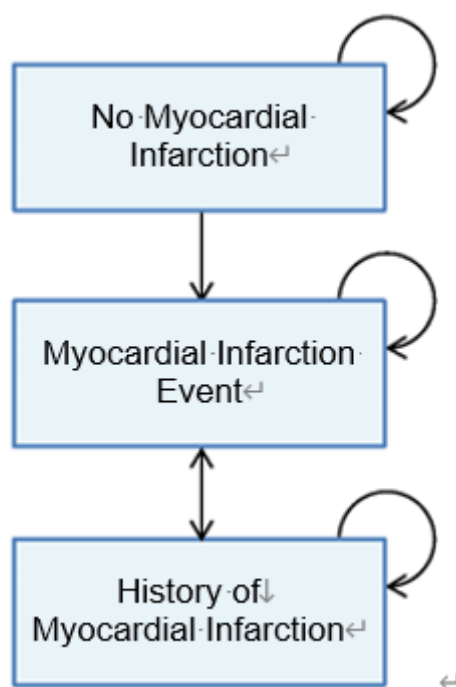 No Myocardial
Infarction
Myocardial Infarction
Event
History of
Myocardial Infarction